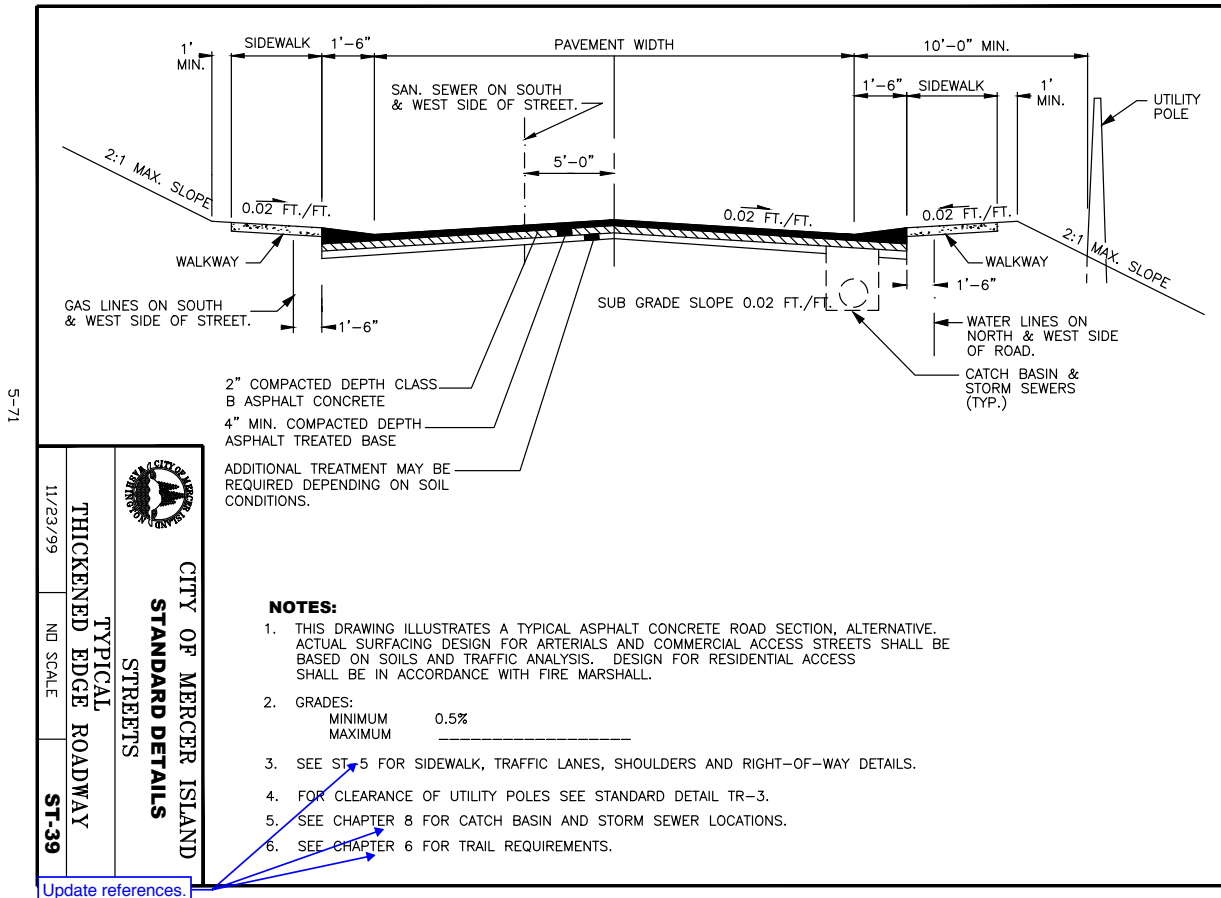 1'
MIN.
SIDEWALK
1'-6"
PAVEMENT WIDTH
10'-0" MIN.
SAN. SEWER ON SOUTH
& WEST SIDE OF STREET.
1'-6"
SIDEWALK
1'
MIN.
UTILITY
POLE
5'-0"
2:1 MAX. SLOPE
0.02 FT./FT.
0.02 FT./FT.
0.02 FT./FT.
2:1 MAX. SLOPE
WALKWAY
WALKWAY
GAS LINES ON SOUTH
& WEST SIDE OF STREET.
1'-6"
SUB GRADE SLOPE 0.02 FT./FT.
1'-6"
WATER LINES ON
NORTH & WEST SIDE
OF ROAD.
CATCH BASIN &
STORM SEWERS
(TYP.)
2" COMPACTED DEPTH CLASS
B ASPHALT CONCRETE
4" MIN. COMPACTED DEPTH
ASPHALT TREATED BASE
ADDITIONAL TREATMENT MAY BE
REQUIRED DEPENDING ON SOIL
CONDITIONS.
5-71
NOTES:
1. THIS DRAWING ILLUSTRATES A TYPICAL ASPHALT CONCRETE ROAD SECTION, ALTERNATIVE.
ACTUAL SURFACING DESIGN FOR ARTERIALS AND COMMERCIAL ACCESS STREETS SHALL BE
BASED ON SOILS AND TRAFFIC ANALYSIS. DESIGN FOR RESIDENTIAL ACCESS
SHALL BE IN ACCORDANCE WITH FIRE MARSHALL.
2. GRADES:
MINIMUM 0.5%
MAXIMUM ___________________
3. SEE ST-5 FOR SIDEWALK, TRAFFIC LANES, SHOULDERS AND RIGHT-OF-WAY DETAILS.
4. FOR CLEARANCE OF UTILITY POLES SEE STANDARD DETAIL TR-3.
5. SEE CHAPTER 8 FOR CATCH BASIN AND STORM SEWER LOCATIONS.
6. SEE CHAPTER 6 FOR TRAIL REQUIREMENTS.
CITY OF MERCER ISLAND
WASHINGTON
CITY OF MERCER ISLAND
STANDARD DETAILS
STREETS
TYPICAL
THICKENED EDGE ROADWAY
11/23/99
NO SCALE
ST-39
Update references.